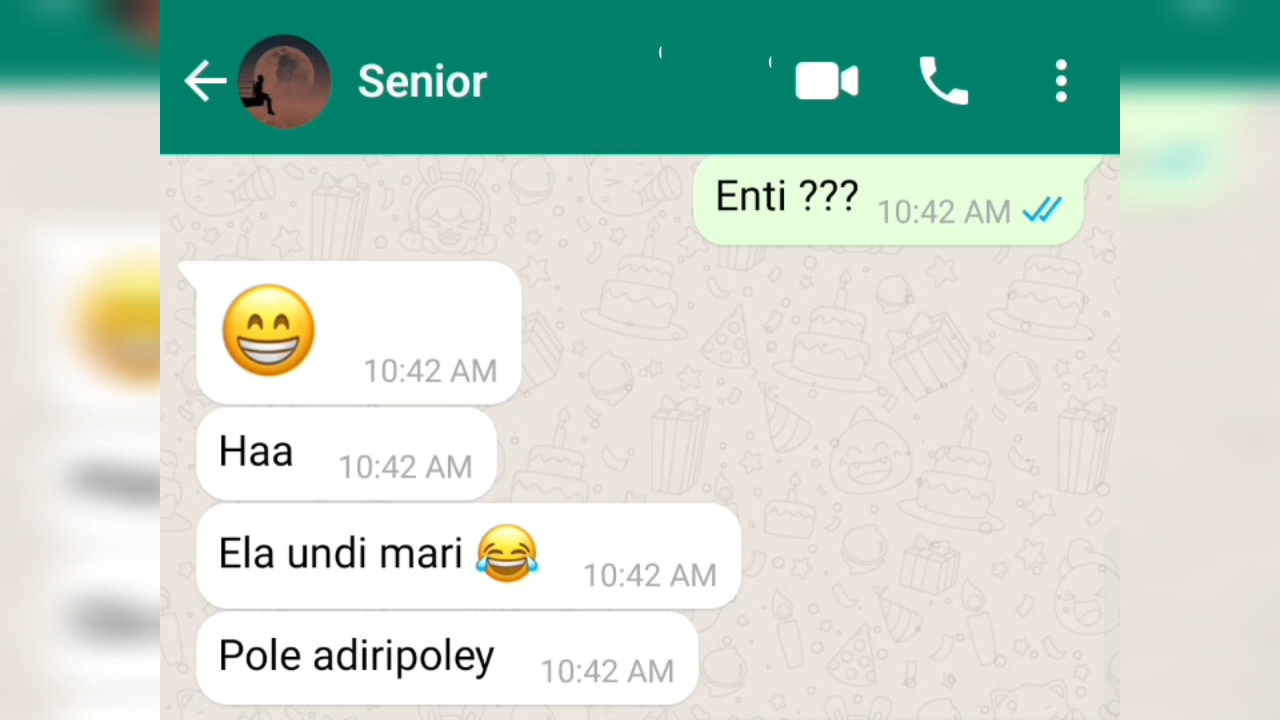 Senior
Enti ??? 10:42 AM
😁 10:42 AM
Haa 10:42 AM
Ela undi mari 😂 10:42 AM
Pole adiripoley 10:42 AM